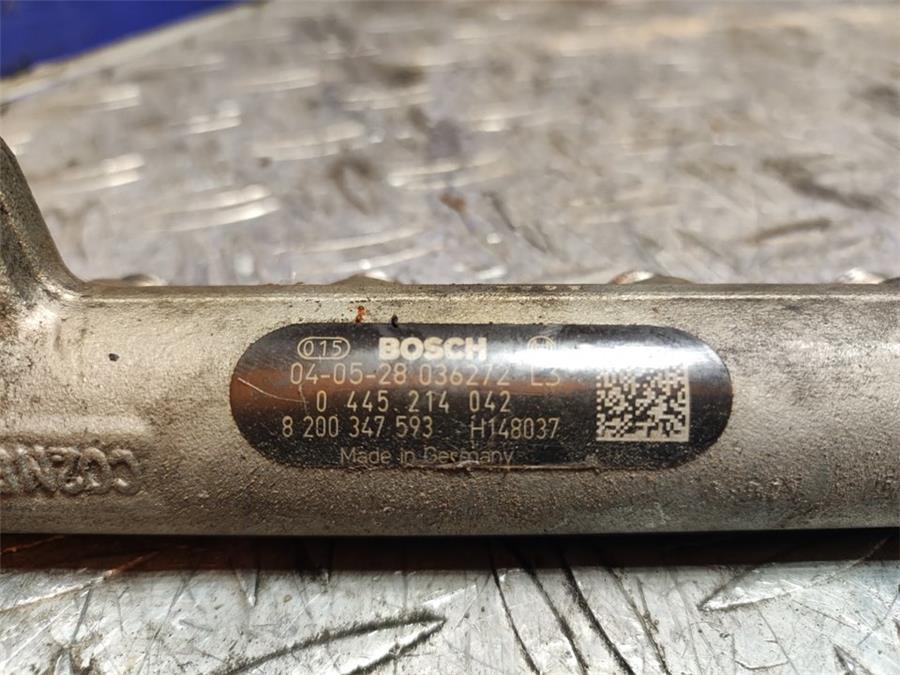 015 BOSCH
04-05-28 036272 L3
0 445 214 042
8 200 347 593 H148037
Made in Germany